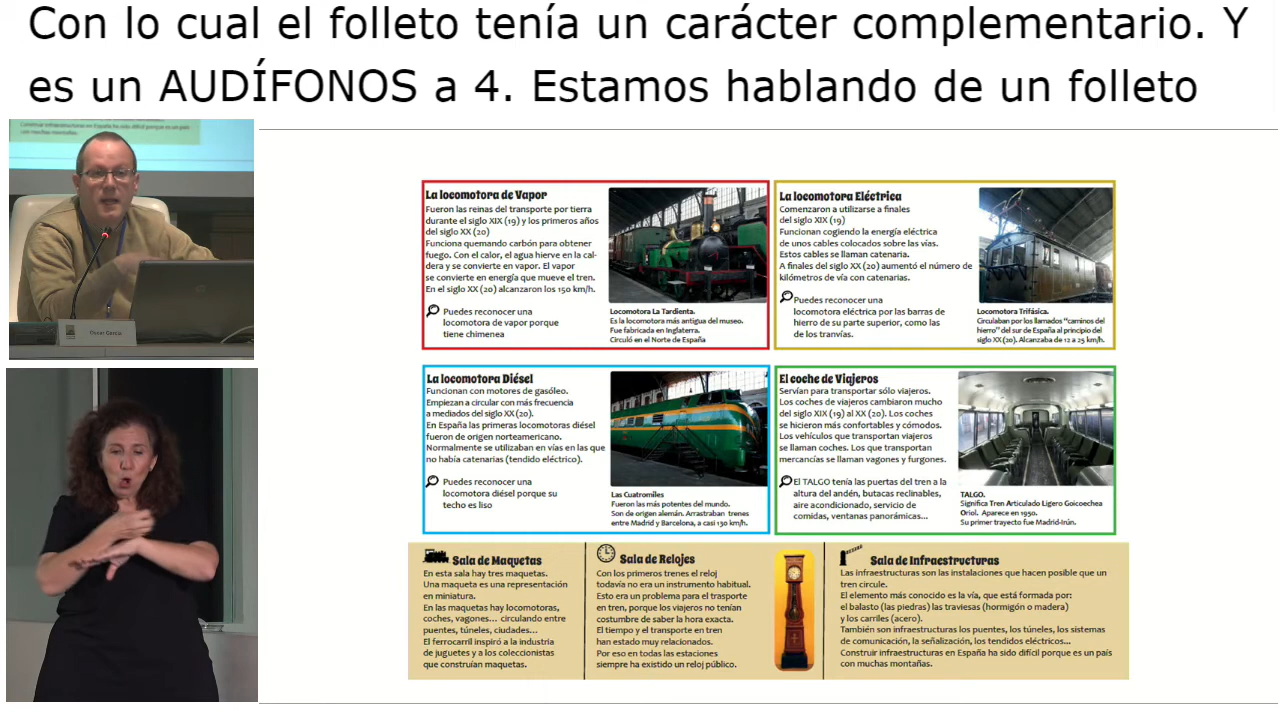 Con lo cual el folleto tenía un carácter complementario. Y
es un AUDÍFONOS a 4. Estamos hablando de un folleto
Construir infraestructuras en España ha sido difícil porque es un país
con muchas montañas.
Óscar García
La locomotora de Vapor
Fueron las reinas del transporte por tierra
durante el siglo XIX (19) y los primeros años
del siglo XX (20)
Funciona quemando carbón para obtener
fuego. Con el calor, el agua hierve en la cal-
dera y se convierte en vapor. El vapor
se convierte en energía que mueve el tren.
En el siglo XX (20) alcanzaron los 150 km/h.
Puedes reconocer una
locomotora de vapor porque
tiene chimenea
Locomotora La Tardienta.
Es la locomotora más antigua del museo.
Fue fabricada en Inglaterra.
Circuló en el Norte de España
La locomotora Eléctrica
Comenzaron a utilizarse a finales
del siglo XIX (19)
Funcionan cogiendo la energía eléctrica
de unos cables colocados sobre las vías.
Estos cables se llaman catenaria.
A finales del siglo XX (20) aumentó el número de
kilómetros de vía con catenarias.
Puedes reconocer una
locomotora eléctrica por las barras de
hierro de su parte superior, como las
de los tranvías.
Locomotora Trifásica.
Circulaban por los llamados "caminos del
hierro" del sur de España al principio del
siglo XX (20). Alcanzaba de 12 a 25 km/h.
La locomotora Diésel
Funcionan con motores de gasóleo.
Empiezan a circular con más frecuencia
a mediados del siglo XX (20).
En España las primeras locomotoras diésel
fueron de origen norteamericano.
Normalmente se utilizaban en vías en las que
no había catenarias (tendido eléctrico).
Puedes reconocer una
locomotora diésel porque su
techo es liso
Las Cuatromiles
Fueron las más potentes del mundo.
Son de origen alemán. Arrastraban trenes
entre Madrid y Barcelona, a casi 130 km/h.
El coche de Viajeros
Servían para transportar sólo viajeros.
Los coches de viajeros cambiaron mucho
del siglo XIX (19) al XX (20). Los coches
se hicieron más confortables y cómodos.
Los vehículos que transportan viajeros
se llaman coches. Los que transportan
mercancías se llaman vagones y furgones.
El TALGO tenía las puertas del tren a la
altura del andén, butacas reclinables,
aire acondicionado, servicio de
comidas, ventanas panorámicas...
TALGO.
Significa Tren Articulado Ligero Goicoechea
Oriol. Aparece en 1950.
Su primer trayecto fue Madrid-Irún.
Sala de Maquetas
En esta sala hay tres maquetas.
Una maqueta es una representación
en miniatura.
En las maquetas hay locomotoras,
coches, vagones... circulando entre
puentes, túneles, ciudades...
El ferrocarril inspiró a la industria
de juguetes y a los coleccionistas
que construían maquetas.
Sala de Relojes
Con los primeros trenes el reloj
todavía no era un instrumento habitual.
Esto era un problema para el trasporte
en tren, porque los viajeros no tenían
costumbre de saber la hora exacta.
El tiempo y el transporte en tren
han estado muy relacionados.
Por eso en todas las estaciones
siempre ha existido un reloj público.
Sala de Infraestructuras
Las infraestructuras son las instalaciones que hacen posible que un
tren circule.
El elemento más conocido es la vía, que está formada por:
el balasto (las piedras) las traviesas (hormigón o madera)
y los carriles (acero).
También son infraestructuras los puentes, los túneles, los sistemas
de comunicación, la señalización, los tendidos eléctricos...
Construir infraestructuras en España ha sido difícil porque es un país
con muchas montañas.